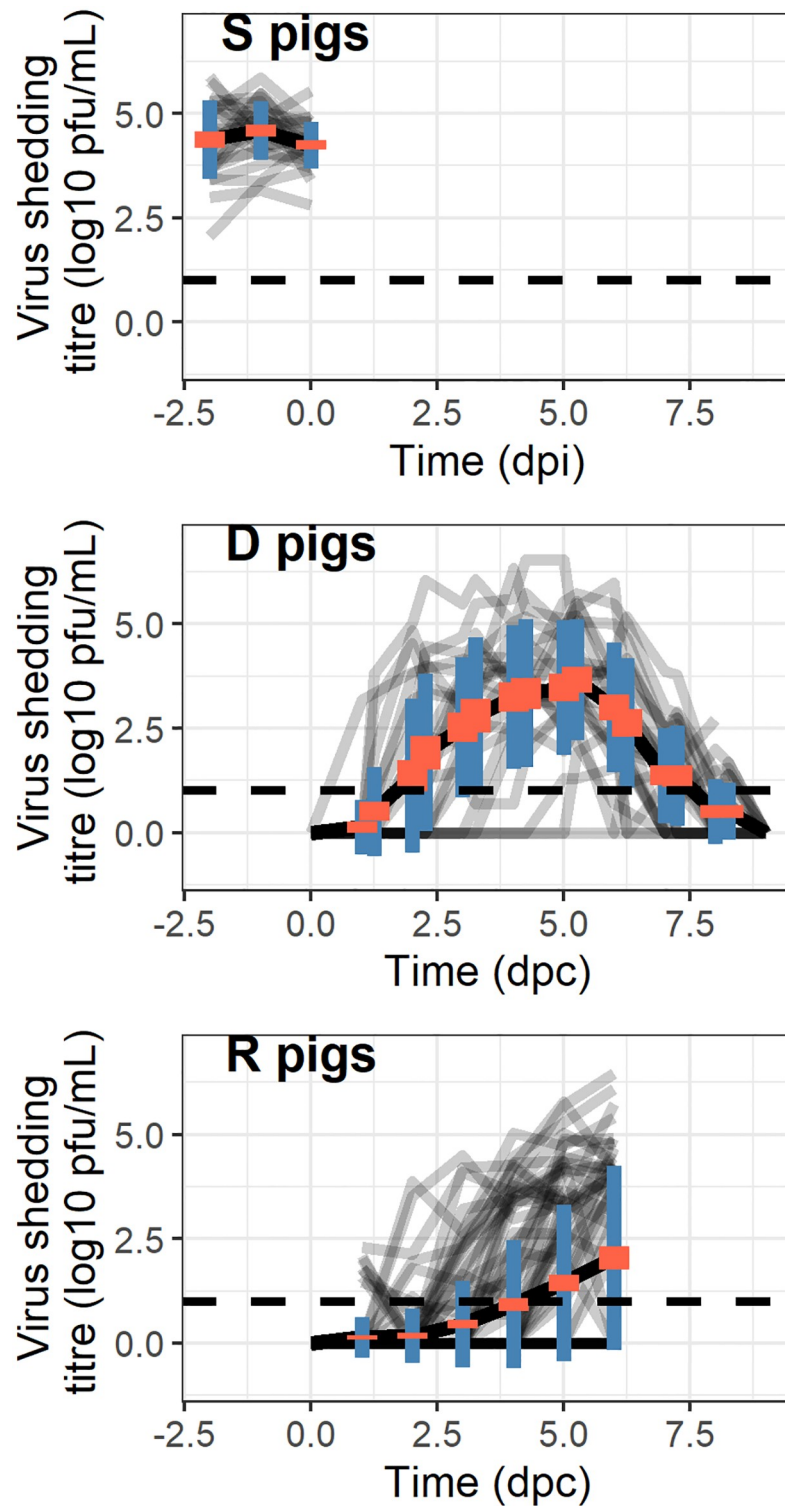 S pigs
Virus shedding
titre (log10 pfu/mL)
5.0
2.5
0.0
-2.5 0.0 2.5 5.0 7.5
Time (dpi)
D pigs
Virus shedding
titre (log10 pfu/mL)
5.0
2.5
0.0
-2.5 0.0 2.5 5.0 7.5
Time (dpc)
R pigs
Virus shedding
titre (log10 pfu/mL)
5.0
2.5
0.0
-2.5 0.0 2.5 5.0 7.5
Time (dpc)